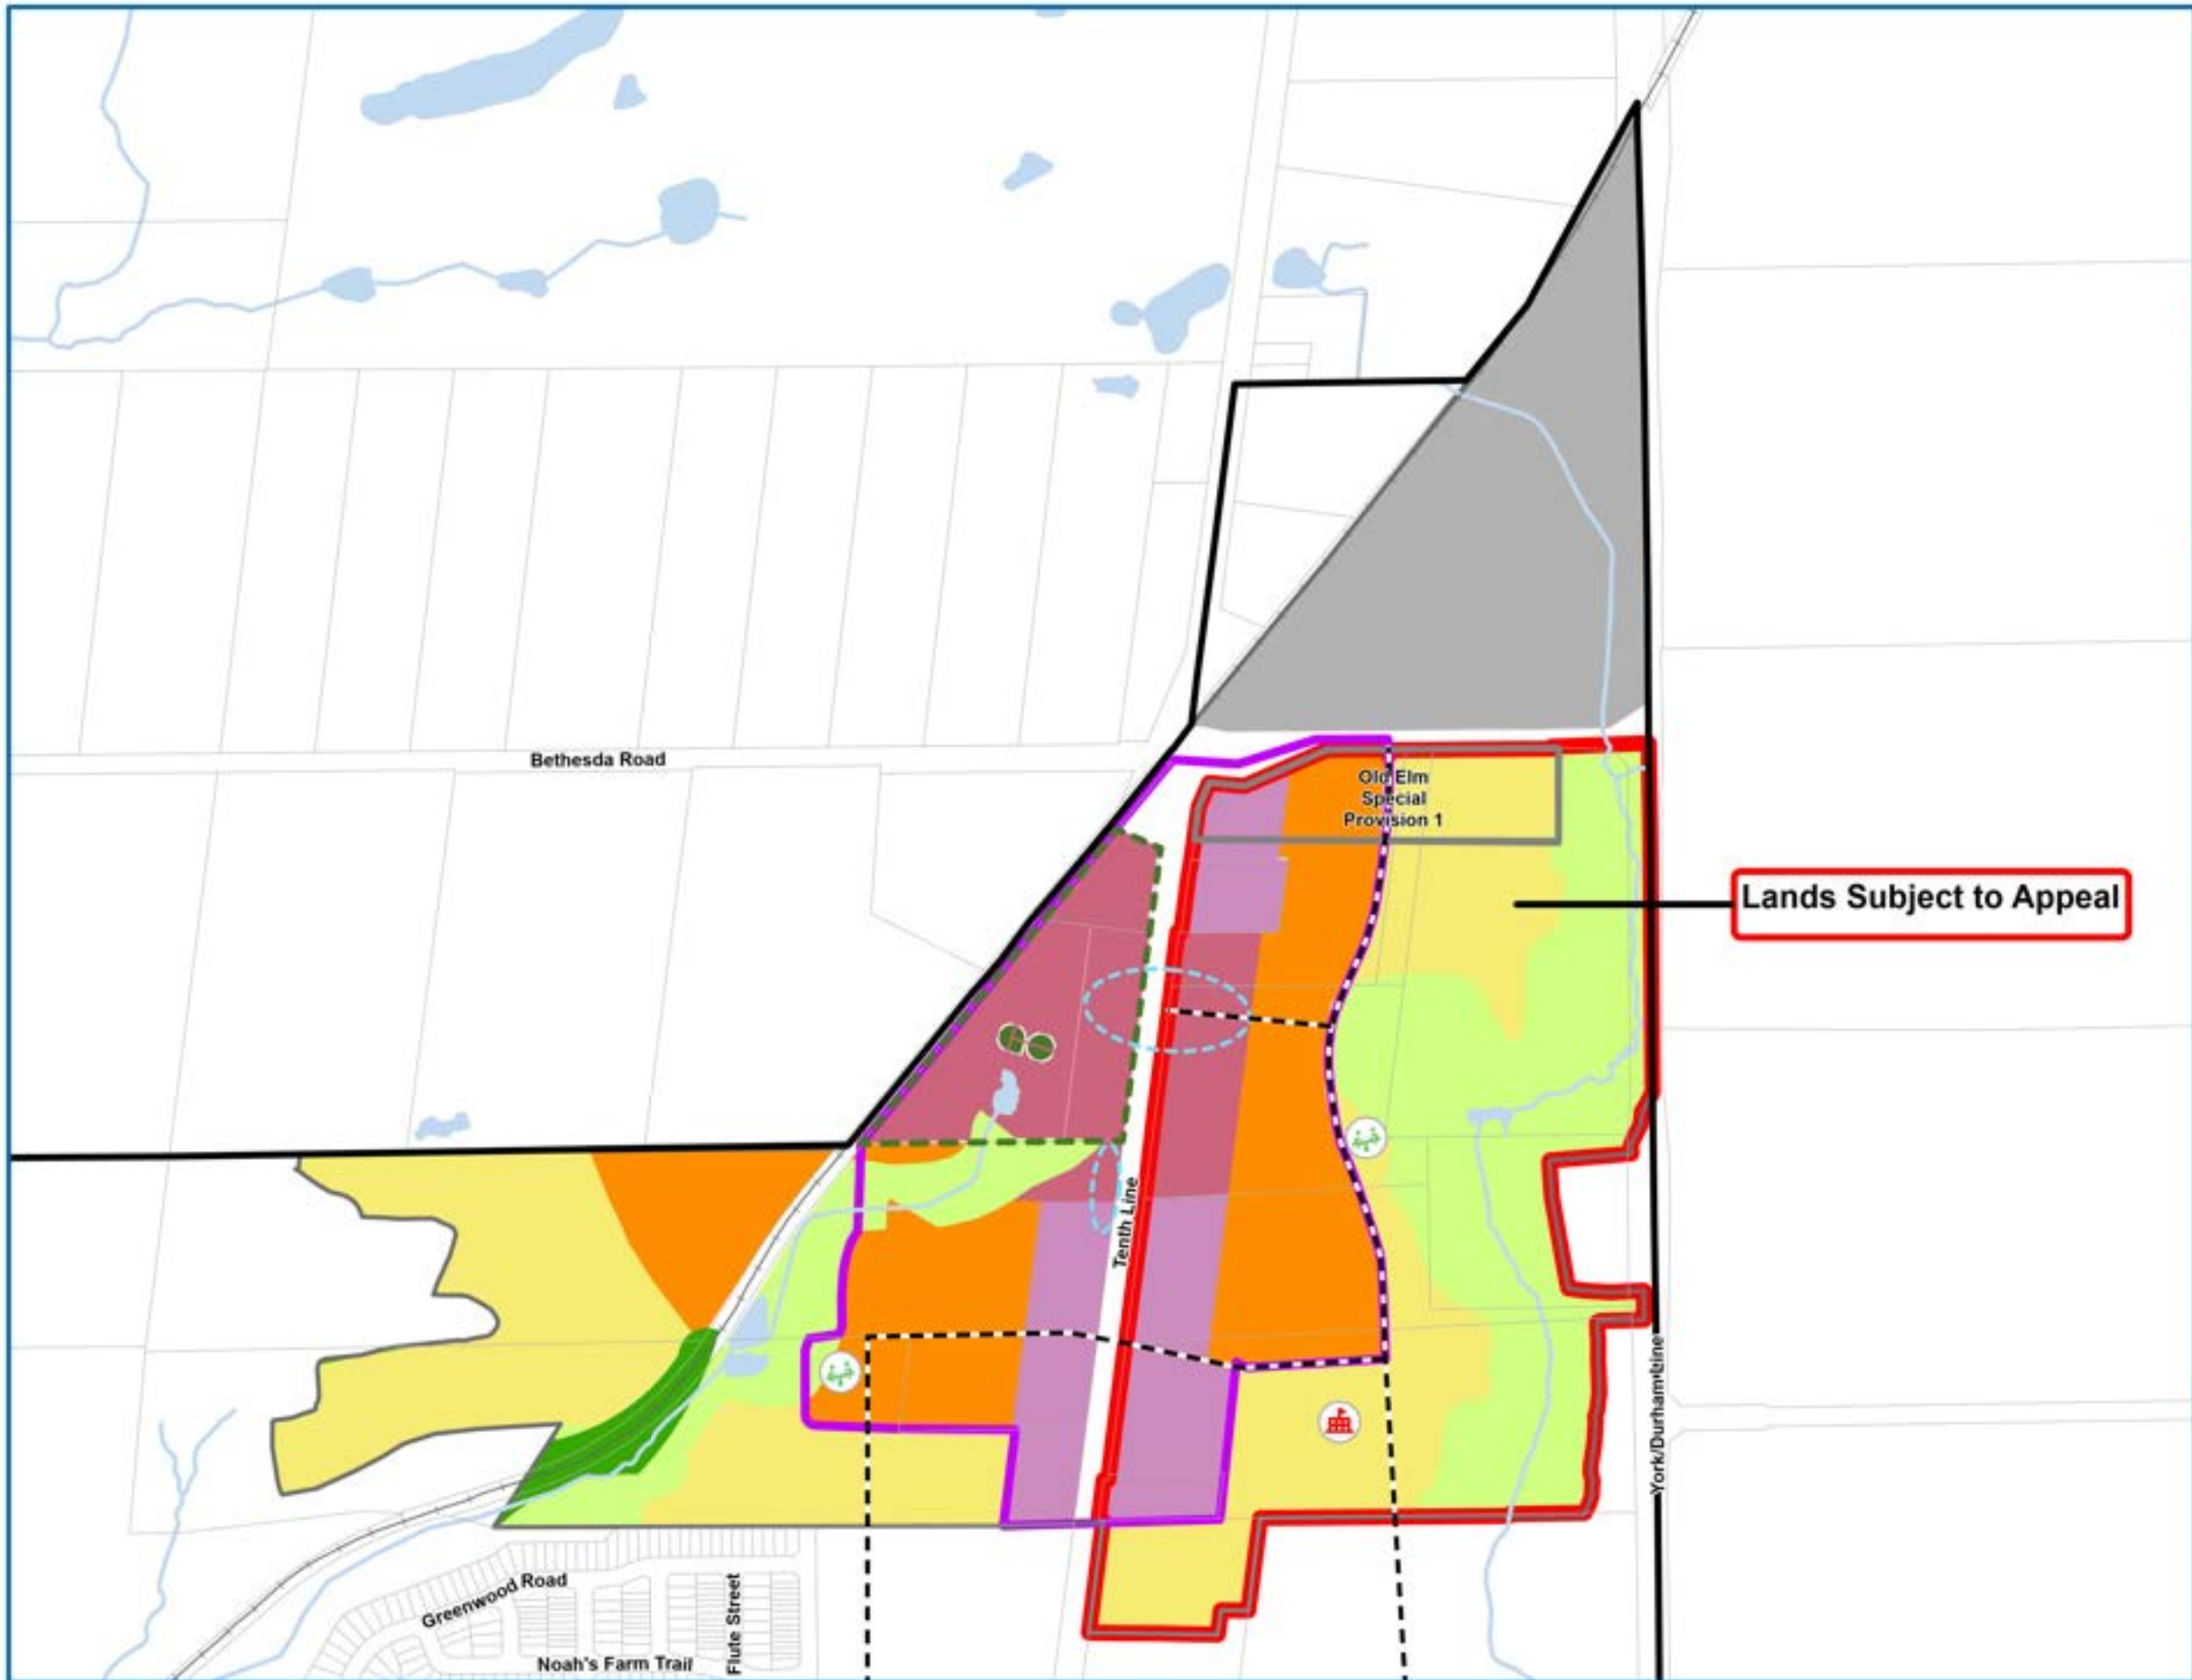 Bethesda Road
Old Elm
Special
Provision 1
Lands Subject to Appeal
Tenth Line
York/Durham Line
Greenwood Road
Flute Street
Noah's Farm Trail